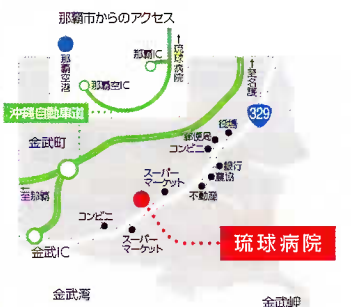 那覇市からのアクセス
那覇空港
那覇IC
↑琉球病院
那覇空IC
沖縄自動車道
↑至名護
329
金武町
役場
郵便局
コンビニ
銀行
農協
不動産
スーパー
マーケット
至那覇
コンビニ
スーパー
マーケット
琉球病院
金武IC
金武湾
金武岬